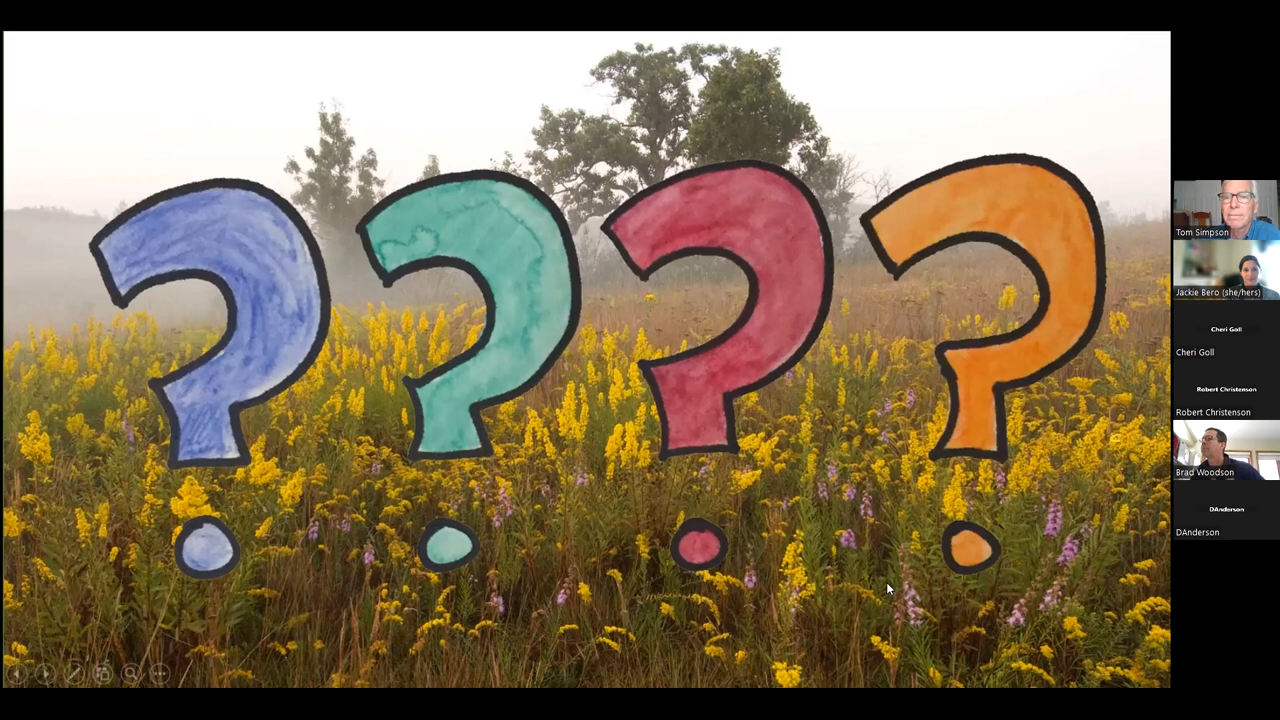 ? ? ? ?
Tom Simpson
Jackie Bero (she/hers)
Cheri Goll
Cheri Goll
Robert Christenson
Robert Christenson
Brad Woodson
DAnderson
DAnderson